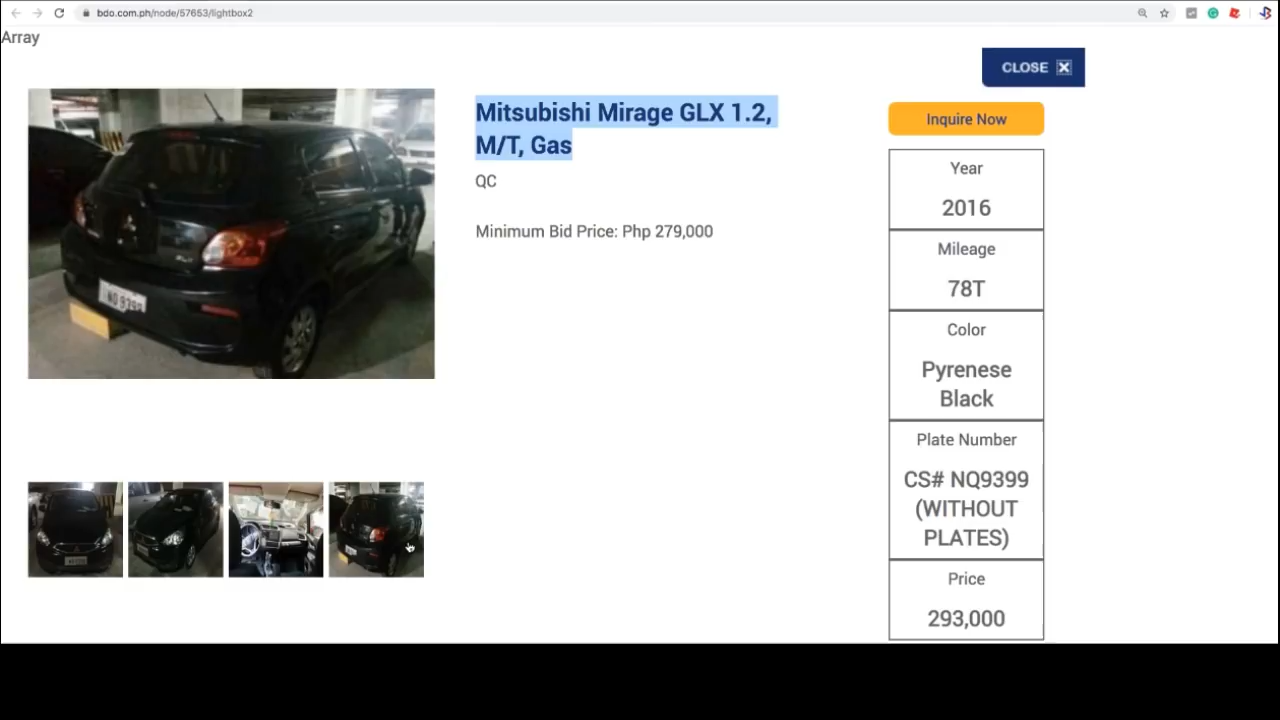 bdo.com.ph/node/57653/lightbox2
Array
CLOSE
Mitsubishi Mirage GLX 1.2,
M/T, Gas
QC
Minimum Bid Price: Php 279,000
Inquire Now
Year
2016
Mileage
78T
Color
Pyrenese
Black
Plate Number
CS# NQ9399
(WITHOUT
PLATES)
Price
293,000